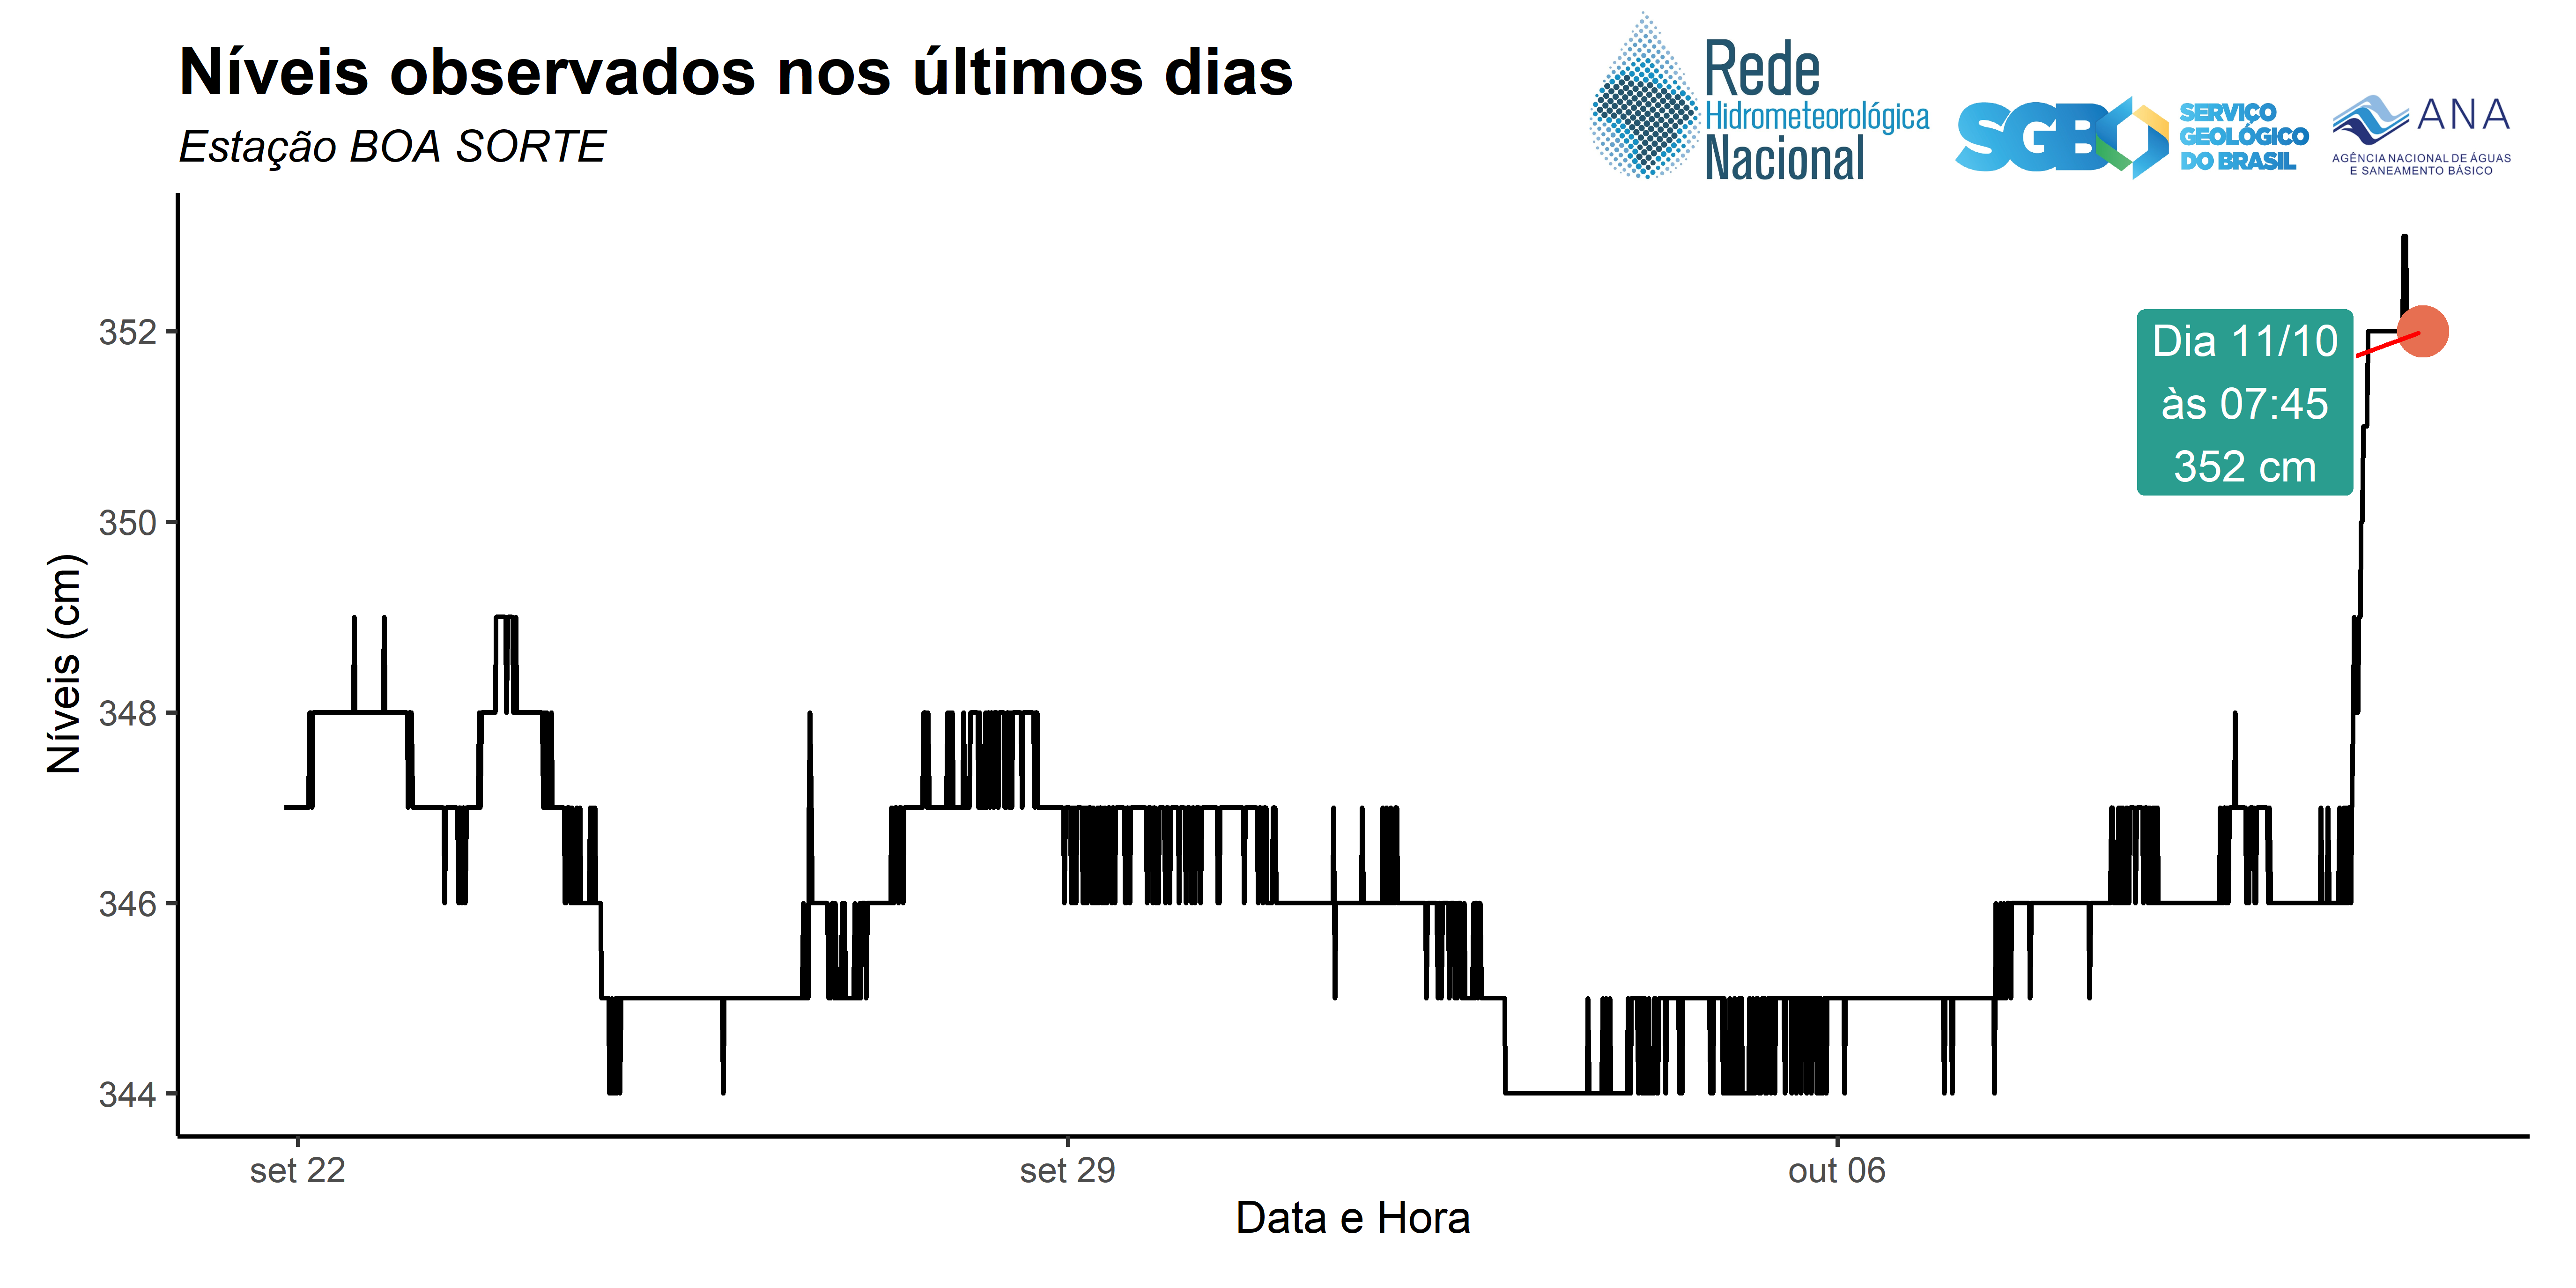 Níveis observados nos últimos dias
Estação BOA SORTE
Rede
Hidrometeorológica
Nacional
SGB
SERVIÇO
GEOLÓGICO
DO BRASIL
ANA
AGÊNCIA NACIONAL DE ÁGUAS
E SANEAMENTO BÁSICO
Níveis (cm)
352
350
348
346
344
Dia 11/10
às 07:45
352 cm
set 22
set 29
out 06
Data e Hora